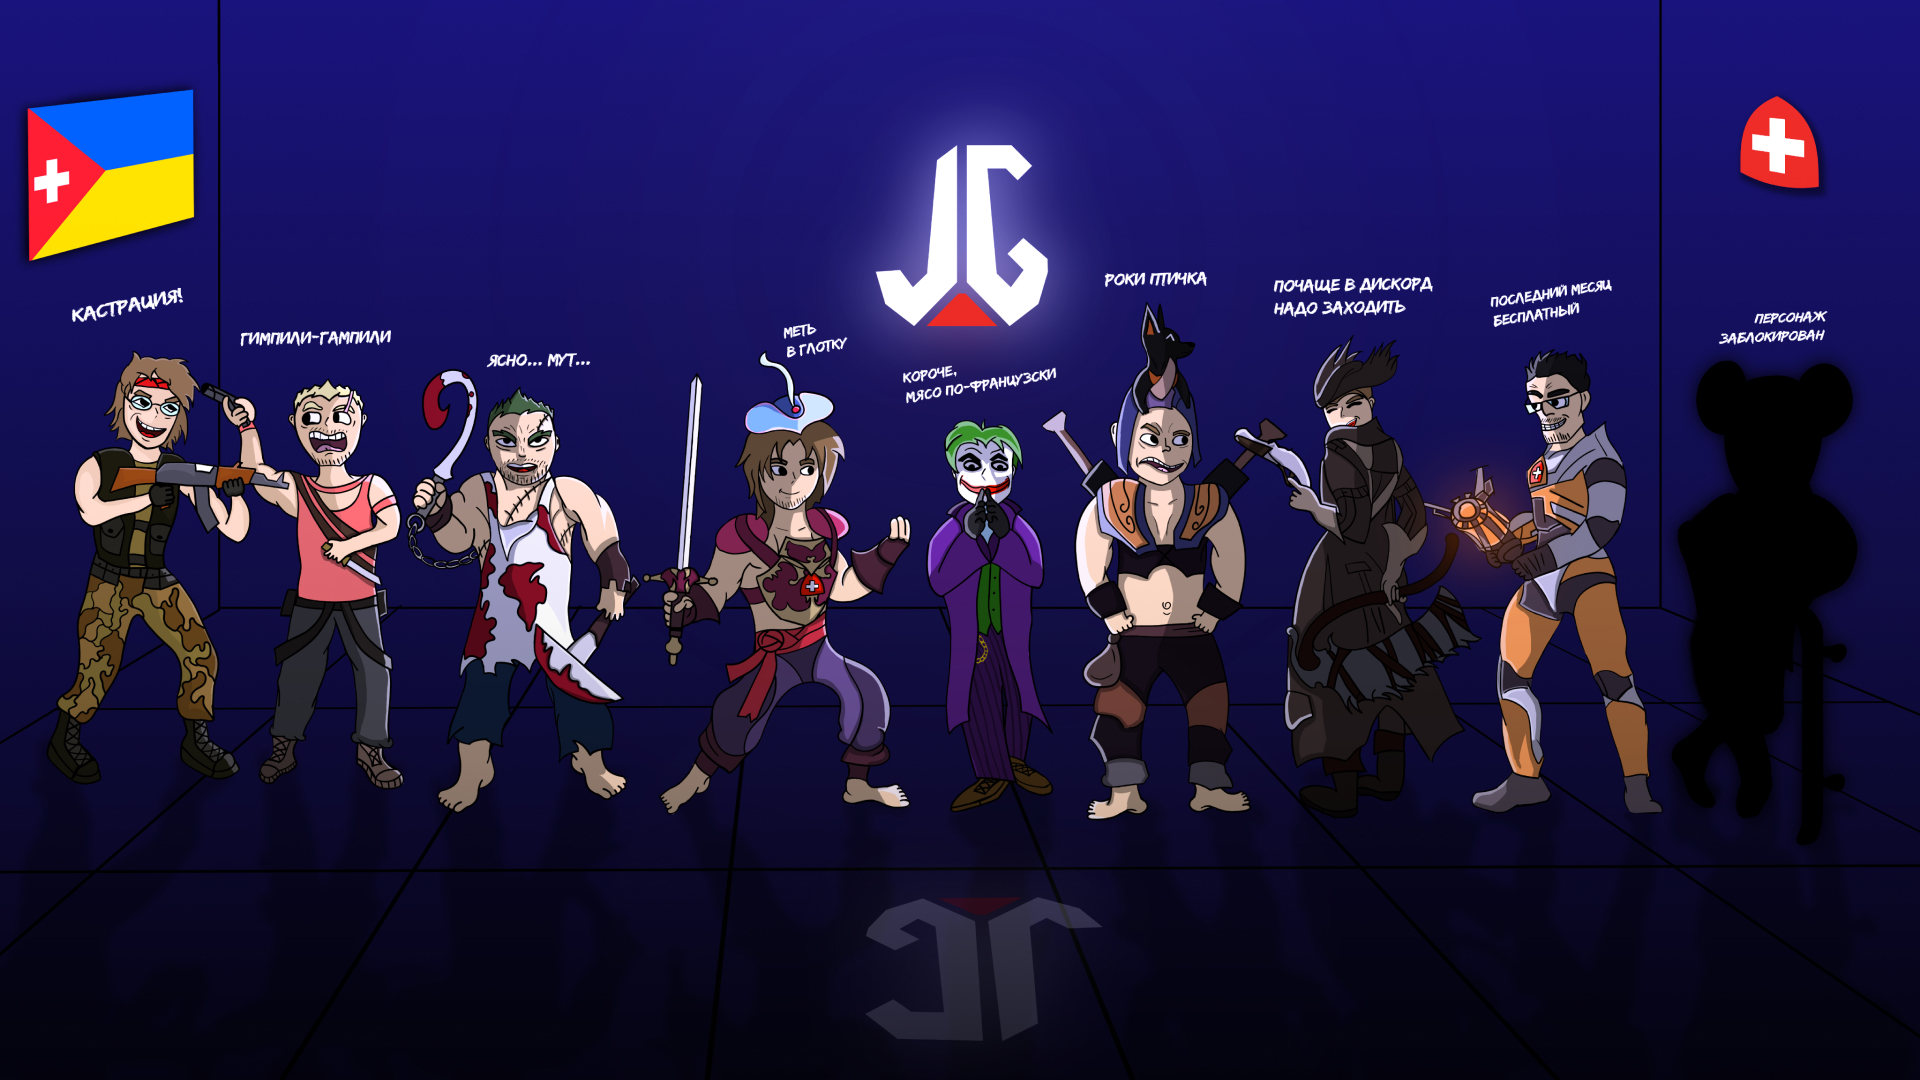 JG
КАСТРАЦИЯ!
ГИМПИЛИ-ГАМПИЛИ
ЯСНО... МУТ...
МЕТЬ
В ГЛОТКУ
КОРОЧЕ,
МЯСО ПО-ФРАНЦУЗСКИ
РОКИ ПТИЧКА
ПОЧАЩЕ В ДИСКОРД
НАДО ЗАХОДИТЬ
ПОСЛЕДНИЙ МЕСЯЦ
БЕСПЛАТНЫЙ
ПЕРСОНАЖ
ЗАБЛОКИРОВАН